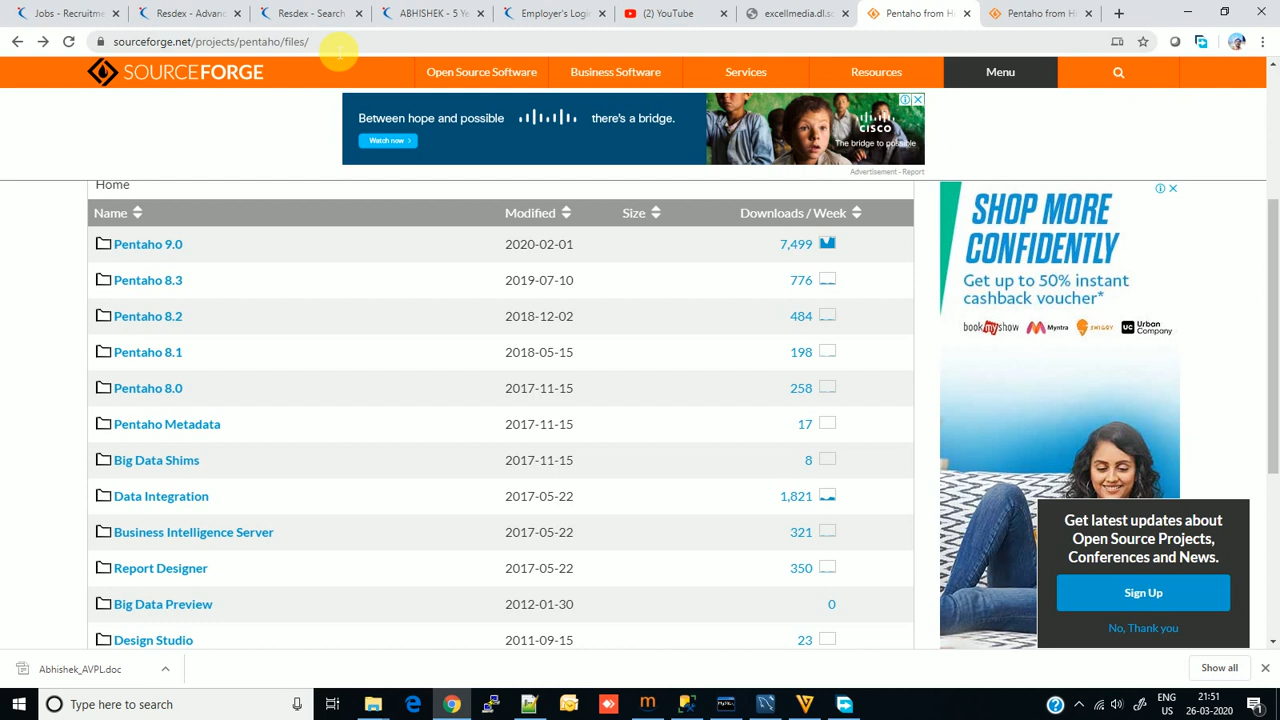 Jobs - Recruitme
Resdex - Search
Resdex - Search
ABHISHEK - 5 Ye
Employer's Logi
(2) YouTube
excellmedia.dl.sc
Pentaho from Hi
Pentaho from Hi
sourceforge.net/projects/pentaho/files/
SOURCEFORGE
Open Source Software
Business Software
Services
Resources
Menu
Between hope and possible there's a bridge.
Watch now >
CISCO
The bridge to possible
Advertisement - Report
Home
Name Modified Size Downloads / Week
Pentaho 9.0 2020-02-01 7,499
Pentaho 8.3 2019-07-10 776
Pentaho 8.2 2018-12-02 484
Pentaho 8.1 2018-05-15 198
Pentaho 8.0 2017-11-15 258
Pentaho Metadata 2017-11-15 17
Big Data Shims 2017-11-15 8
Data Integration 2017-05-22 1,821
Business Intelligence Server 2017-05-22 321
Report Designer 2017-05-22 350
Big Data Preview 2012-01-30 0
Design Studio 2011-09-15 23
SHOP MORE
CONFIDENTLY
Get up to 50% instant
cashback voucher*
bookmyshow Myntra SWIGGY UC Urban Company
Get latest updates about
Open Source Projects,
Conferences and News.
Sign Up
No, Thank you
Abhishek_AVPL.doc
Show all
Type here to search
ENG
US
21:51
26-03-2020